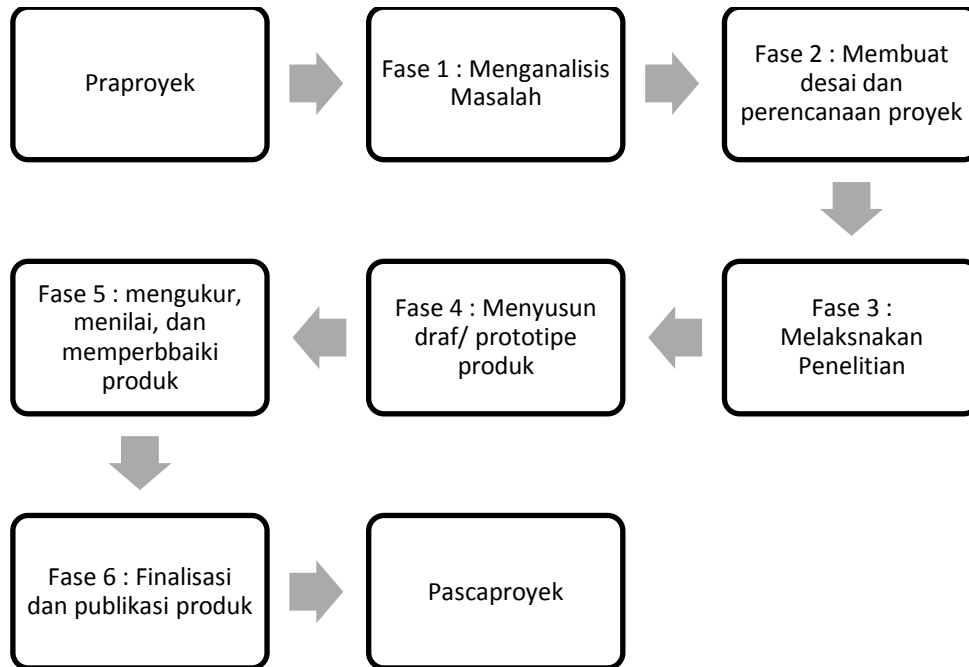 Praproyek
Fase 1 : Menganalisis
Masalah
Fase 2 : Membuat
desai dan
perencanaan proyek
Fase 3 :
Melaksnakan
Penelitian
Fase 4 : Menyusun
draf/ prototipe
produk
Fase 5 : mengukur,
menilai, dan
memperbbaiki
produk
Fase 6 : Finalisasi
dan publikasi produk
Pascaproyek